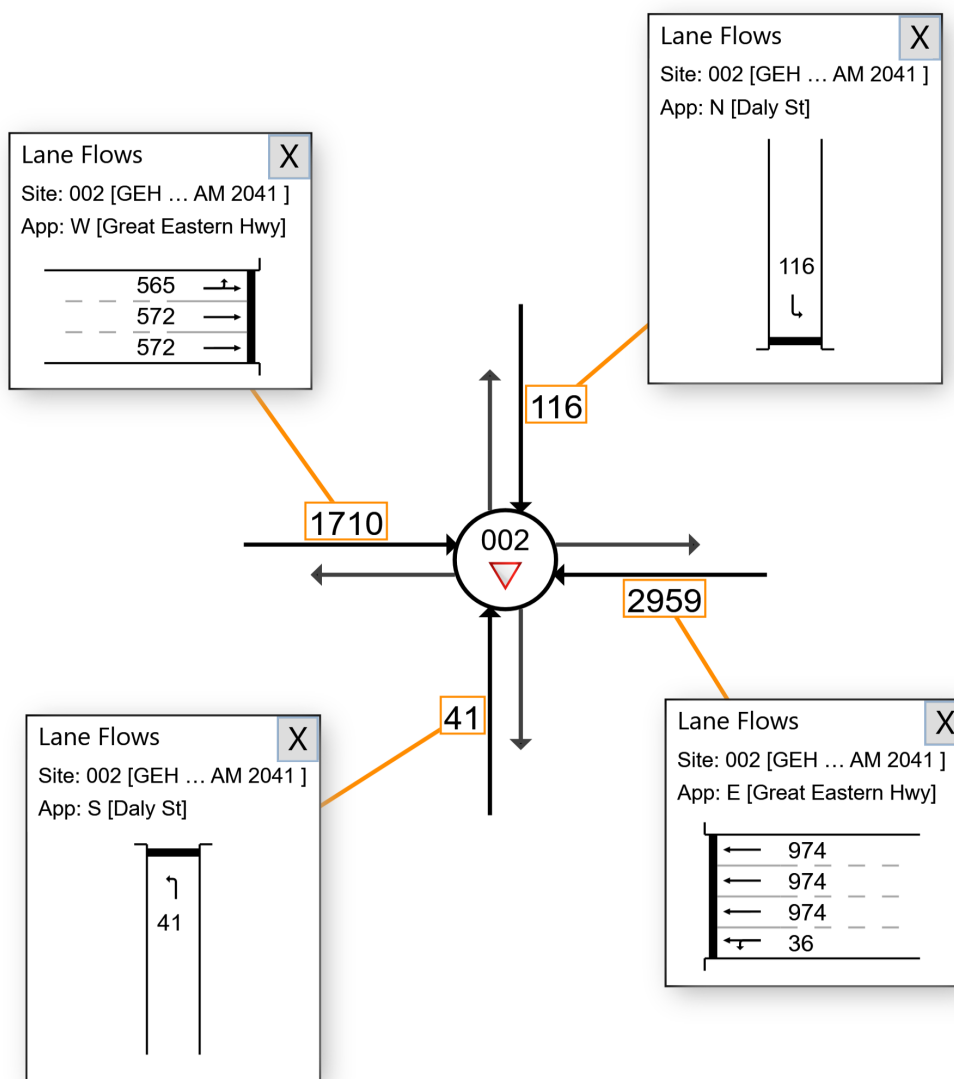 Lane Flows
X
Site: 002 [GEH ... AM 2041 ]
App: N [Daly St]
116
Lane Flows
X
Site: 002 [GEH ... AM 2041 ]
App: W [Great Eastern Hwy]
565
572
572
116
1710
002
2959
41
Lane Flows
X
Site: 002 [GEH ... AM 2041 ]
App: S [Daly St]
41
Lane Flows
X
Site: 002 [GEH ... AM 2041 ]
App: E [Great Eastern Hwy]
974
974
974
36